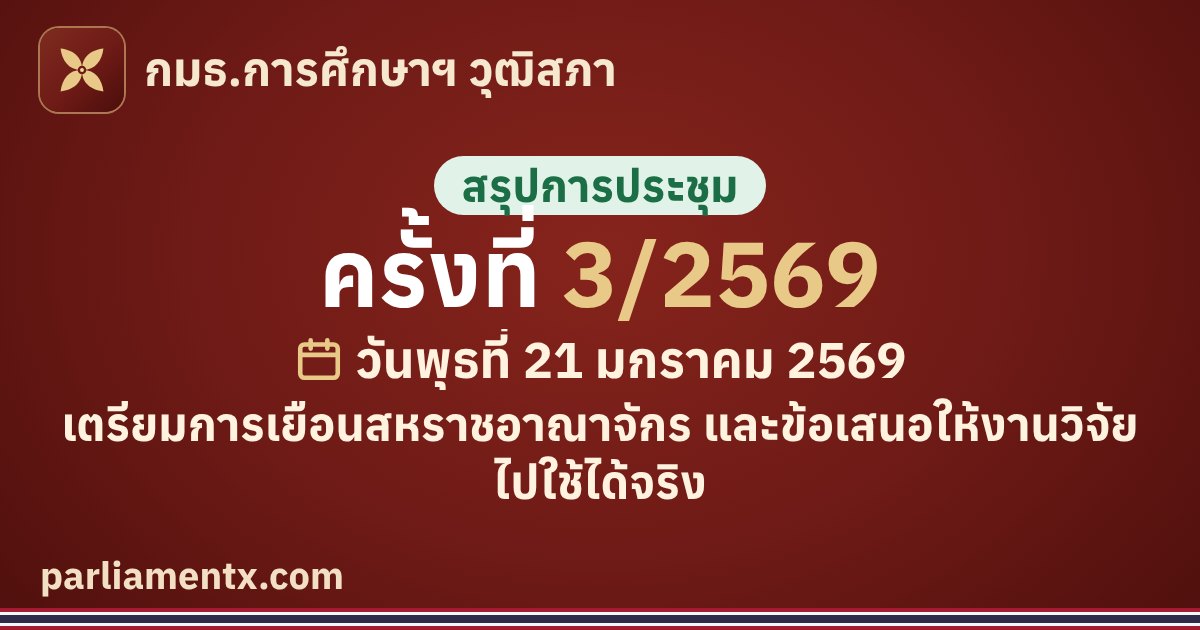 กมธ.การศึกษาฯ วุฒิสภา
สรุปการประชุม
ครั้งที่ 3/2569
วันพุธที่ 21 มกราคม 2569
เตรียมการเยือนสหราชอาณาจักร และข้อเสนอให้งานวิจัย
ไปใช้ได้จริง
parliamentx.com